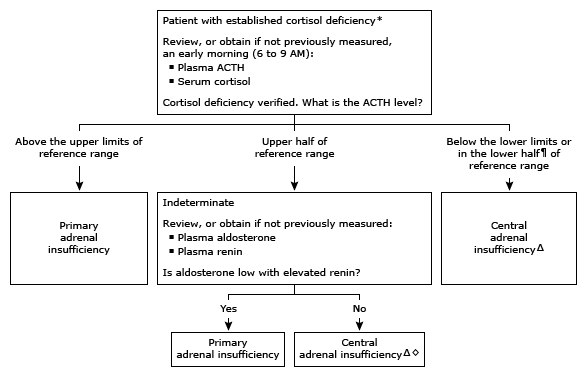 Patient with established cortisol deficiency*
Review, or obtain if not previously measured,
an early morning (6 to 9 AM):
▪ Plasma ACTH
▪ Serum cortisol
Cortisol deficiency verified. What is the ACTH level?
Above the upper limits of
reference range
Upper half of
reference range
Below the lower limits or
in the lower half¶ of
reference range
Primary
adrenal
insufficiency
Indeterminate
Review, or obtain if not previously measured:
▪ Plasma aldosterone
▪ Plasma renin
Is aldosterone low with elevated renin?
Central
adrenal
insufficiencyΔ
Yes
No
Primary
adrenal insufficiency
Central
adrenal insufficiencyΔ◇